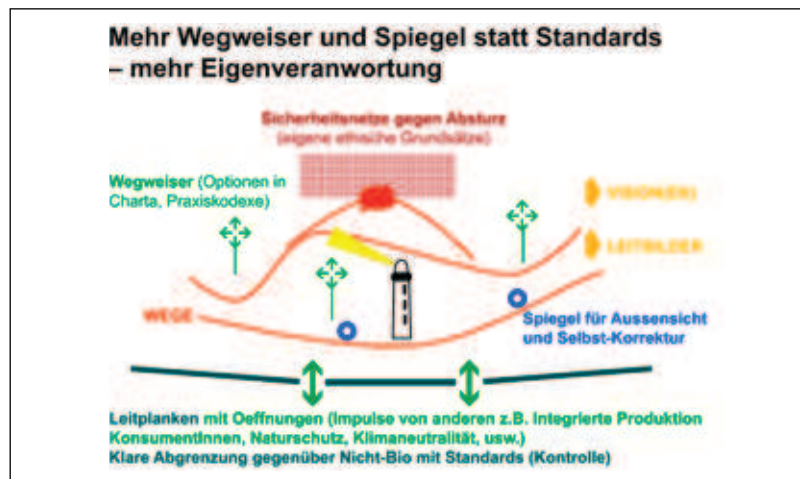 Mehr Wegweiser und Spiegel statt Standards
– mehr Eigenveranwortung
Sicherheitsnetze gegen Absturz
(eigene ethische Grundsätze)
Wegweiser (Optionen in
Charta, Praxiskodexe)
VISION(EN)
LEITBILDER
WEGE
Spiegel für Aussensicht
und Selbst-Korrektur
Leitplanken mit Oeffnungen (Impulse von anderen z.B. Integrierte Produktion
KonsumentInnen, Naturschutz, Klimaneutralität, usw.)
Klare Abgrenzung gegenüber Nicht-Bio mit Standards (Kontrolle)